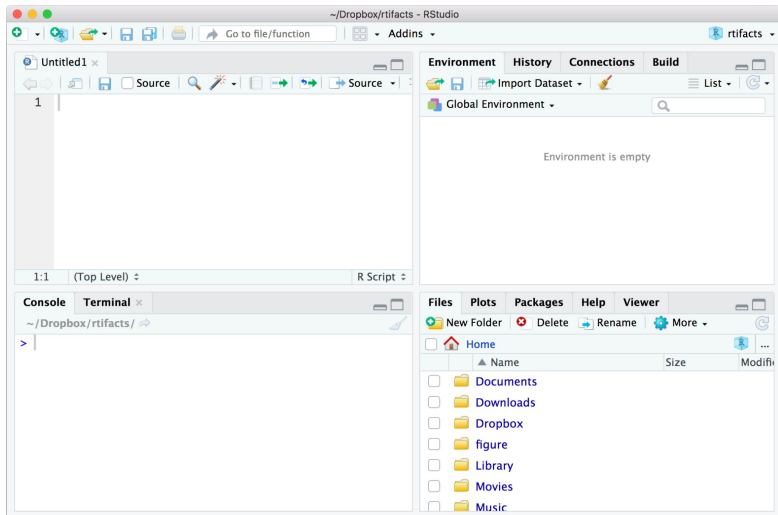 ~/Dropbox/rtifacts - RStudio
Go to file/function Addins rtifacts
Untitled1
Source Source
1
1:1 (Top Level) R Script
Console Terminal
~/Dropbox/rtifacts/
>
Environment History Connections Build
Import Dataset List
Global Environment
Environment is empty
Files Plots Packages Help Viewer
New Folder Delete Rename More
Home ...
Name Size Modifi
Documents
Downloads
Dropbox
figure
Library
Movies
Music